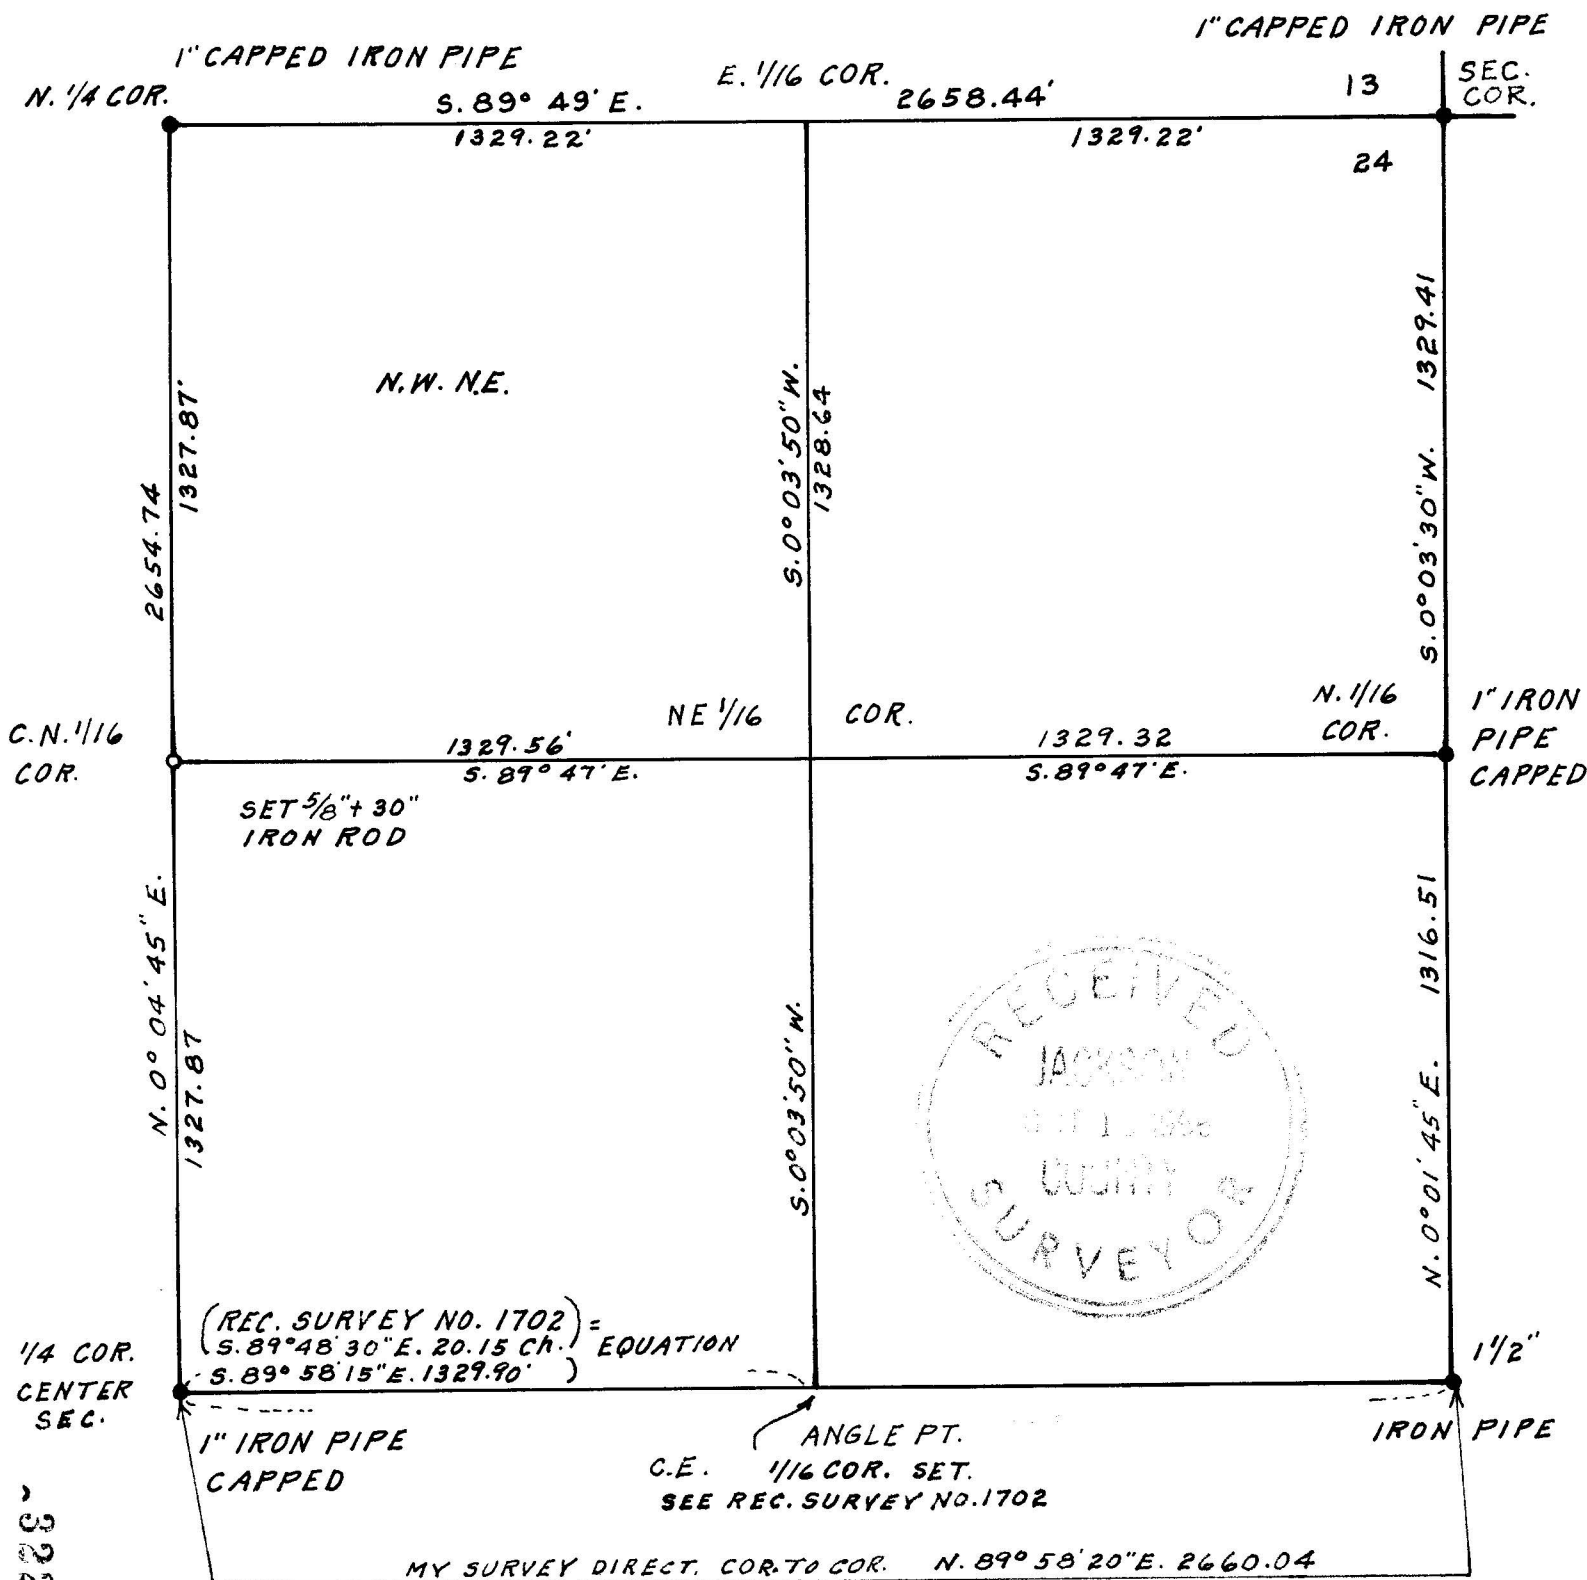 1" CAPPED IRON PIPE
1" CAPPED IRON PIPE
N. 1/4 COR.
E. 1/16 COR.
SEC.
COR.
S. 89° 49' E.
2658.44'
13
1329.22'
1329.22'
24
N.W. N.E.
2654.74
1327.87'
S. 0° 03' 50" W.
1328.64
S. 0° 03' 30" W. 1329.41
C.N. 1/16
COR.
NE 1/16 COR.
N. 1/16
COR.
1" IRON
PIPE
CAPPED
1329.56'
S. 89° 47' E.
1329.32
S. 89° 47' E.
SET 5/8" + 30"
IRON ROD
N. 0° 04' 45" E.
1327.87
S. 0° 03' 50" W.
N. 0° 01' 45" E. 1316.51
RECEIVED
JACKSON
COUNTY
SURVEYOR
(REC. SURVEY NO. 1702) =
S. 89° 48' 30" E. 20.15 Ch.) EQUATION
S. 89° 58' 15" E. 1329.90' )
1/4 COR.
CENTER
SEC.
1" IRON PIPE
CAPPED
1 1/2"
IRON PIPE
ANGLE PT.
C.E. 1/16 COR. SET.
SEE REC. SURVEY NO. 1702
MY SURVEY DIRECT. COR. TO COR. N. 89° 58' 20" E. 2660.04